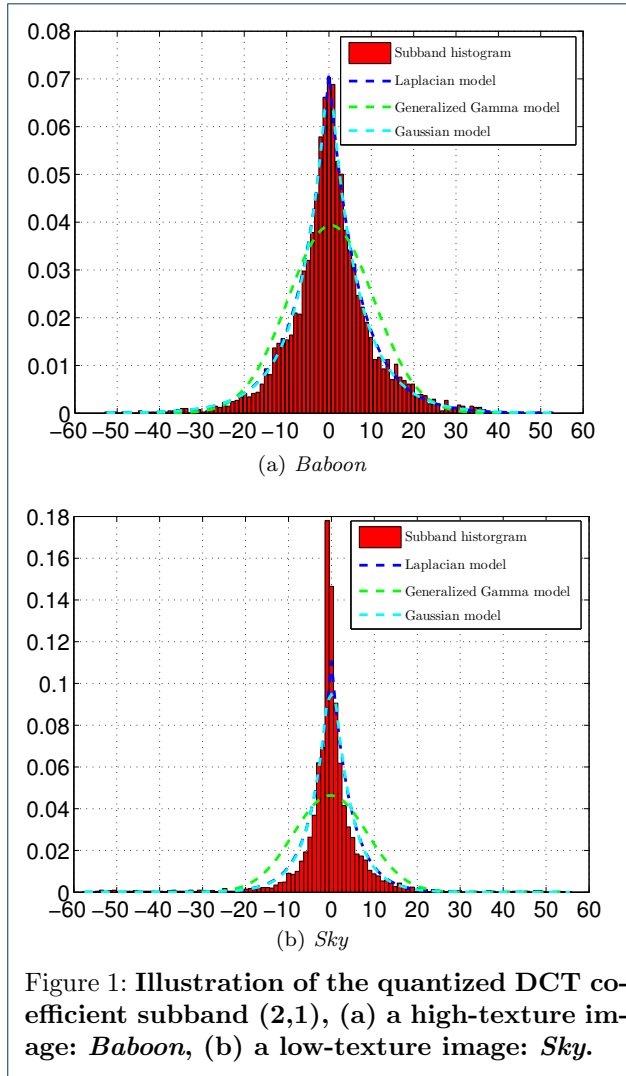 0.08
0.07
0.06
0.05
0.04
0.03
0.02
0.01
0
Subband histogram
Laplacian model
Generalized Gamma model
Gaussian model
−60 −50 −40 −30 −20 −10 0 10 20 30 40 50 60
(a) Baboon
0.18
0.16
0.14
0.12
0.1
0.08
0.06
0.04
0.02
0
Subband historgram
Laplacian model
Generalized Gamma model
Gaussian model
−60 −50 −40 −30 −20 −10 0 10 20 30 40 50 60
(b) Sky
Figure 1: Illustration of the quantized DCT co-
efficient subband (2,1), (a) a high-texture im-
age: Baboon, (b) a low-texture image: Sky.